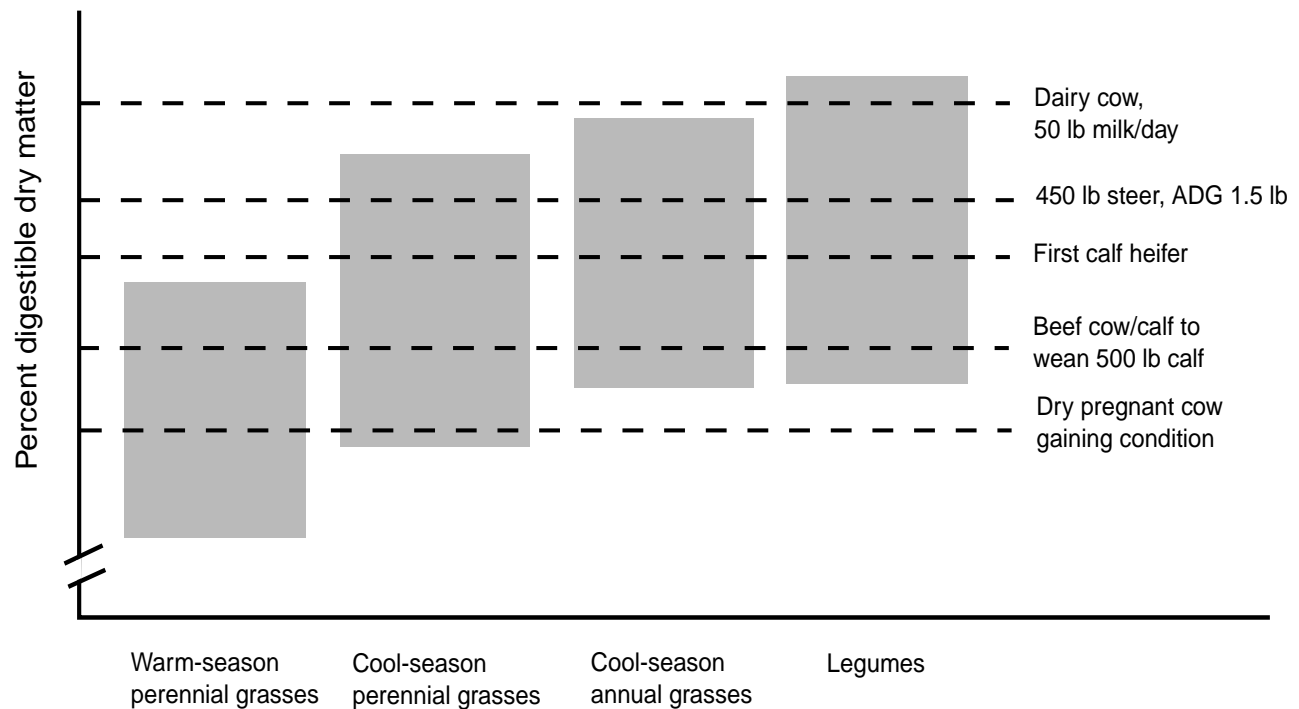 Percent digestible dry matter
Dairy cow,
50 lb milk/day
450 lb steer, ADG 1.5 lb
First calf heifer
Beef cow/calf to
wean 500 lb calf
Dry pregnant cow
gaining condition
Warm-season
perennial grasses
Cool-season
perennial grasses
Cool-season
annual grasses
Legumes